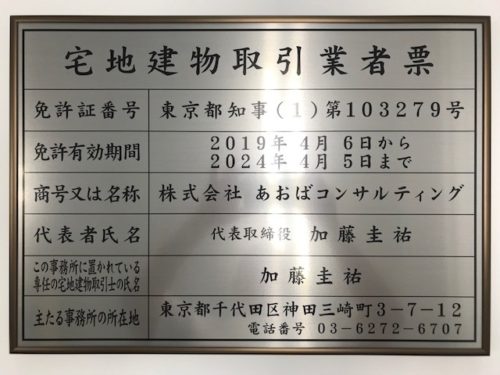 宅地建物取引業者票
免許証番号 東京都知事(1)第103279号
免許有効期間 2019年 4月 6日から
2024年 4月 5日まで
商号又は名称 株式会社 あおばコンサルティング
代表者氏名 代表取締役 加藤圭祐
この事務所に置かれている
専任の宅地建物取引士の氏名 加藤圭祐
主たる事務所の所在地 東京都千代田区神田三崎町3-7-12
電話番号 03-6272-6707